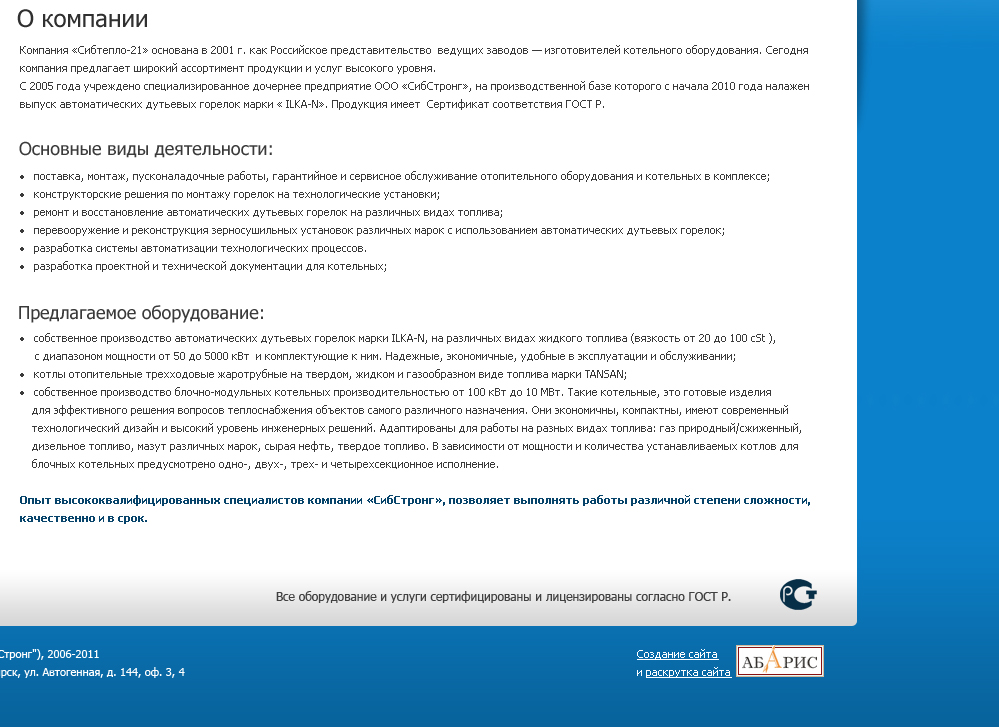 О компании
Компания «Сибтепло-21» основана в 2001 г. как Российское представительство ведущих заводов — изготовителей котельного оборудования. Сегодня
компания предлагает широкий ассортимент продукции и услуг высокого уровня.
С 2005 года учреждено специализированное дочернее предприятие ООО «СибСтронг», на производственной базе которого с начала 2010 года налажен
выпуск автоматических дутьевых горелок марки « ILKA-N». Продукция имеет Сертификат соответствия ГОСТ Р.
Основные виды деятельности:
• поставка, монтаж, пусконаладочные работы, гарантийное и сервисное обслуживание отопительного оборудования и котельных в комплексе;
• конструкторские решения по монтажу горелок на технологические установки;
• ремонт и восстановление автоматических дутьевых горелок на различных видах топлива;
• перевооружение и реконструкция зерносушильных установок различных марок с использованием автоматических дутьевых горелок;
• разработка системы автоматизации технологических процессов.
• разработка проектной и технической документации для котельных;
Предлагаемое оборудование:
• собственное производство автоматических дутьевых горелок марки ILKA-N, на различных видах жидкого топлива (вязкость от 20 до 100 cSt ),
с диапазоном мощности от 50 до 5000 кВт и комплектующие к ним. Надежные, экономичные, удобные в эксплуатации и обслуживании;
• котлы отопительные трехходовые жаротрубные на твердом, жидком и газообразном виде топлива марки TANSAN;
• собственное производство блочно-модульных котельных производительностью от 100 кВт до 10 МВт. Такие котельные, это готовые изделия
для эффективного решения вопросов теплоснабжения объектов самого различного назначения. Они экономичны, компактны, имеют современный
технологический дизайн и высокий уровень инженерных решений. Адаптированы для работы на разных видах топлива: газ природный/сжиженный,
дизельное топливо, мазут различных марок, сырая нефть, твердое топливо. В зависимости от мощности и количества устанавливаемых котлов для
блочных котельных предусмотрено одно-, двух-, трех- и четырехсекционное исполнение.
Опыт высококвалифицированных специалистов компании «СибСтронг», позволяет выполнять работы различной степени сложности,
качественно и в срок.
Все оборудование и услуги сертифицированы и лицензированы согласно ГОСТ Р.
РСТ
Стронг"), 2006-2011
рск, ул. Автогенная, д. 144, оф. 3, 4
Создание сайта
и раскрутка сайта
АБАРИС